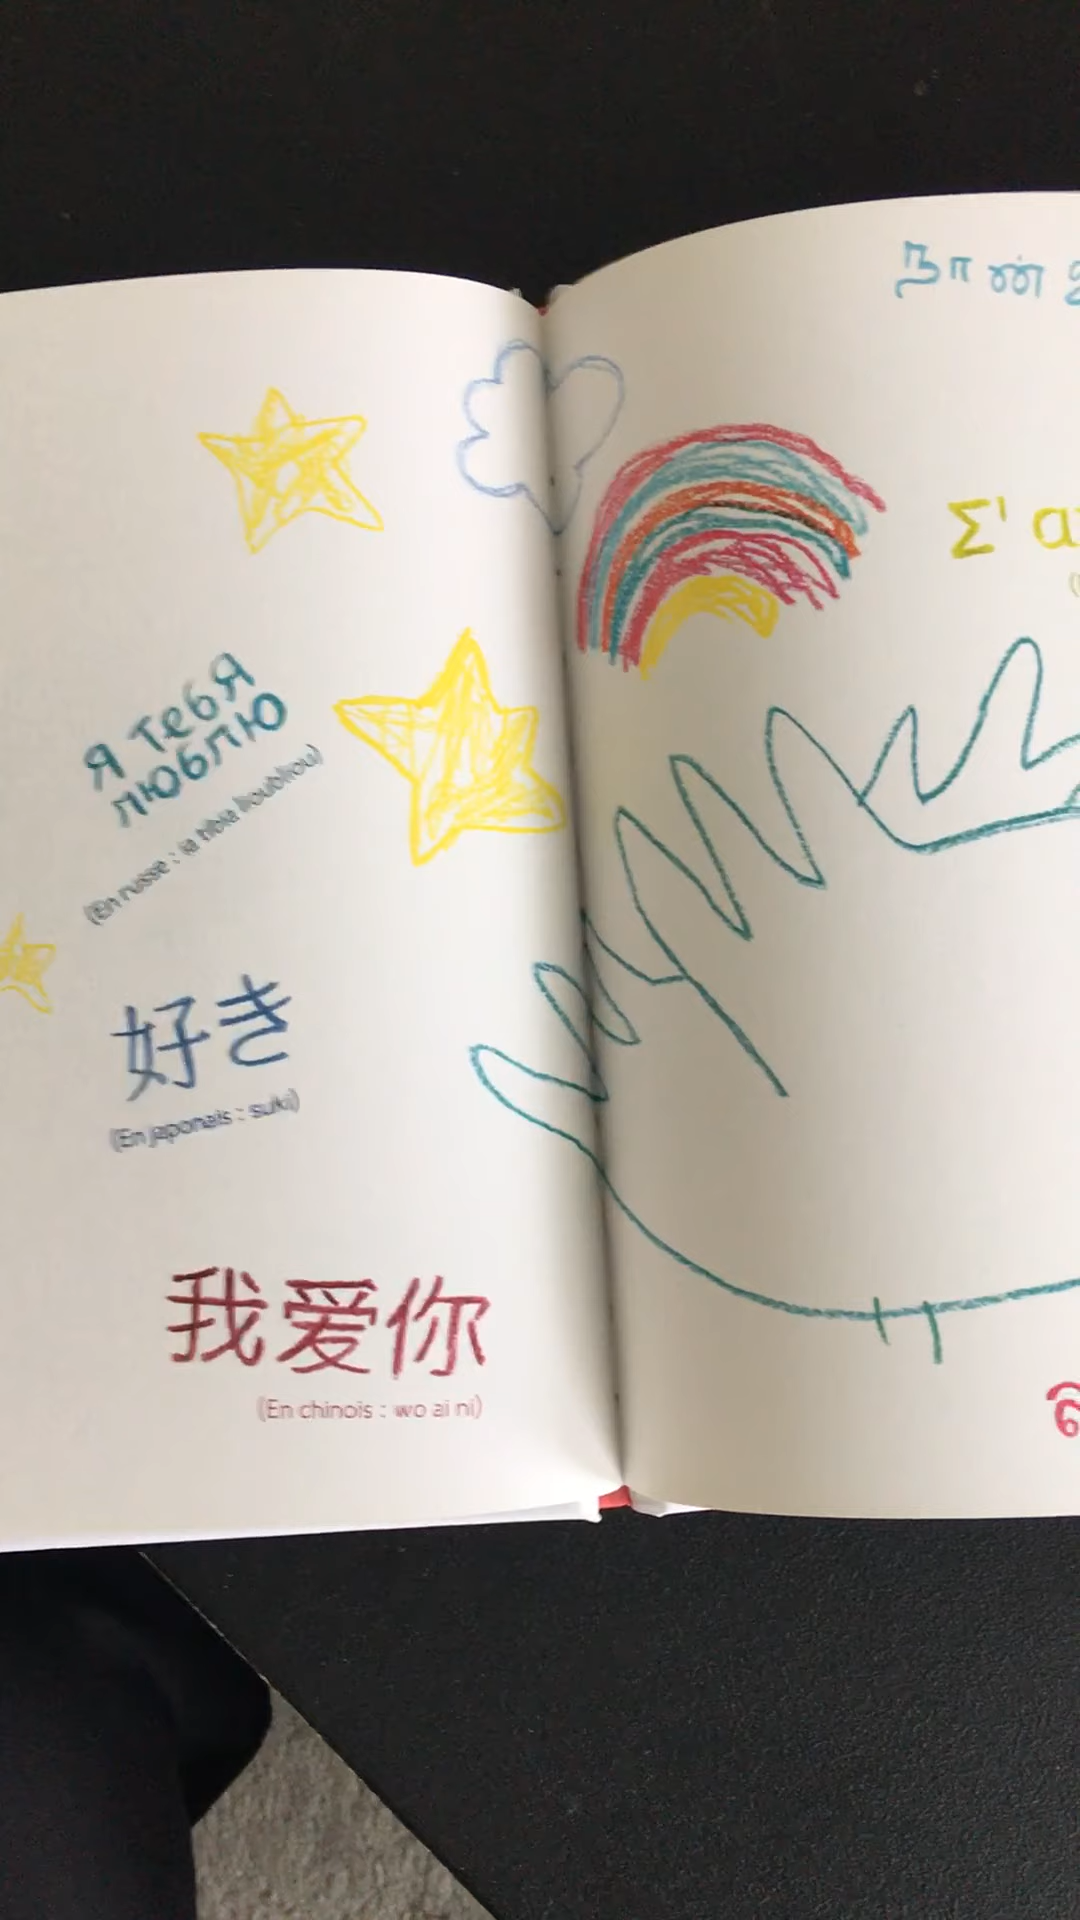 Я тебя
люблю
(En russe : ia tibia lioubliou)
好き
(En japonais : suki)
我爱你
(En chinois : wo ai ni)
நான்
Σ'